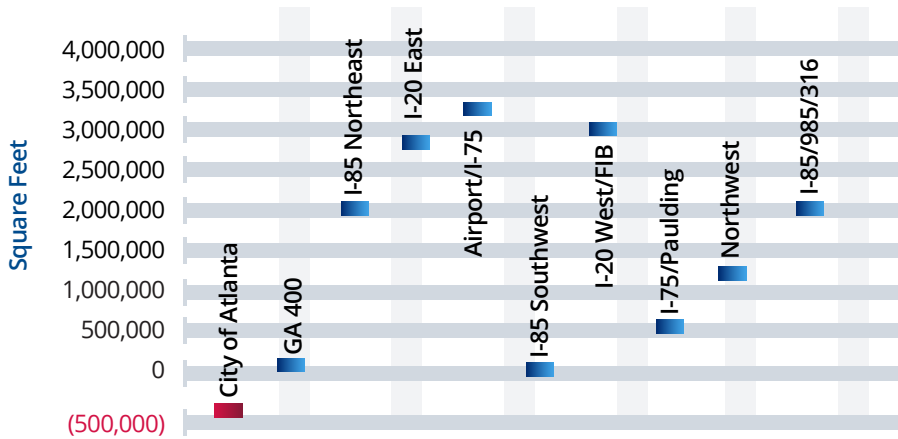 Square Feet
4,000,000
3,500,000
3,000,000
2,500,000
2,000,000
1,500,000
1,000,000
500,000
0
(500,000)
City of Atlanta
GA 400
I-85 Northeast
I-20 East
Airport/I-75
I-85 Southwest
I-20 West/FIB
I-75/Paulding
Northwest
I-85/985/316